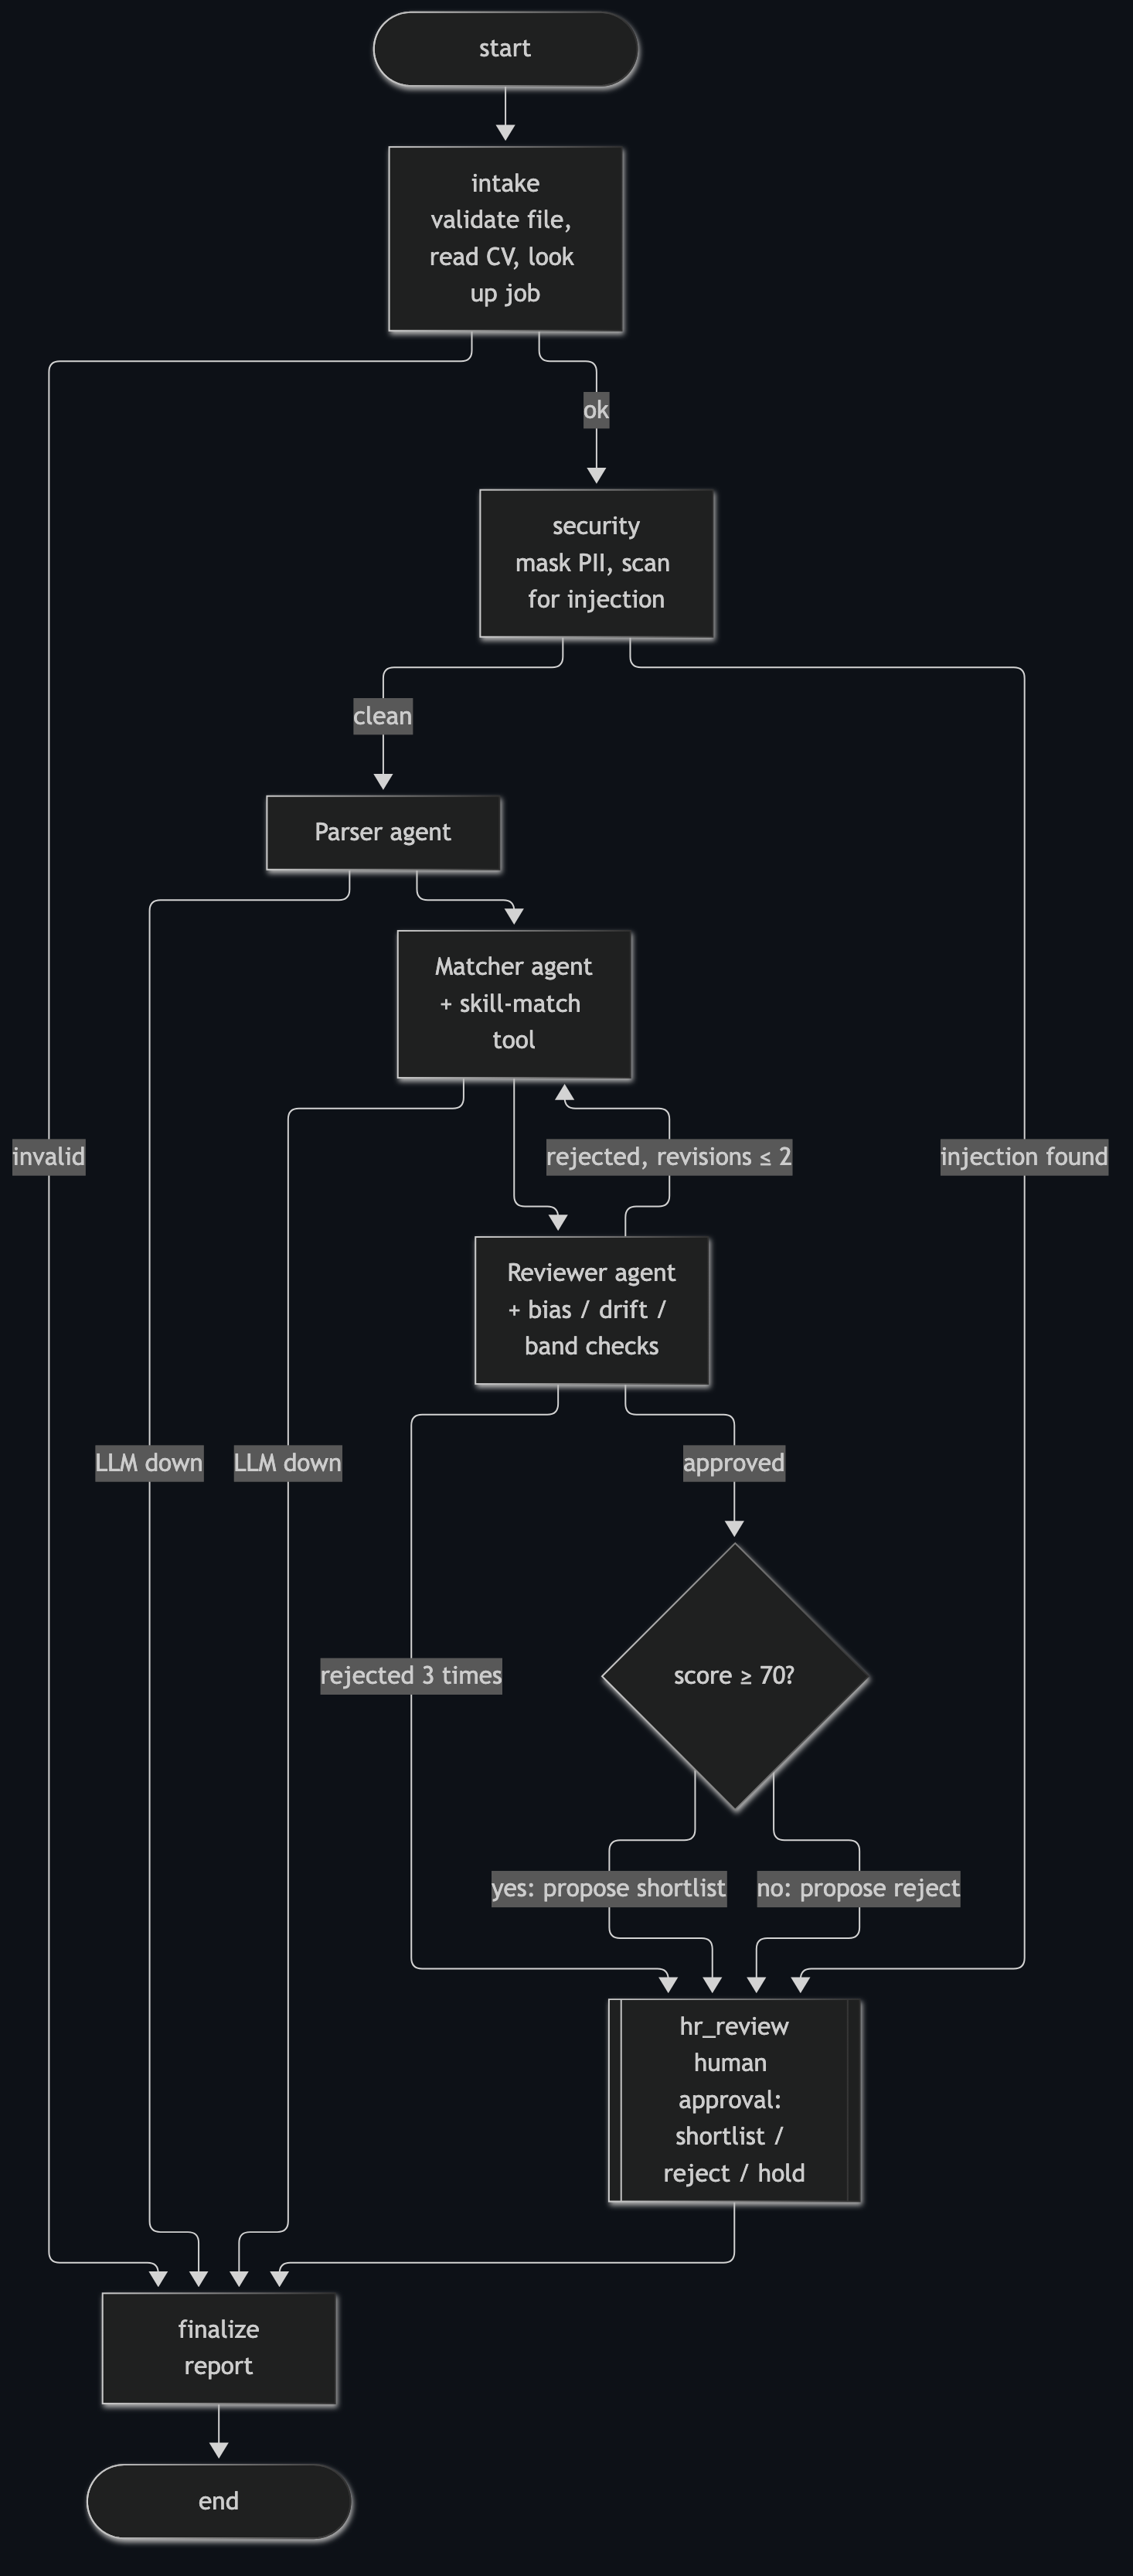 start
intake
validate file,
read CV, look
up job
ok
security
mask PII, scan
for injection
clean
Parser agent
Matcher agent
+ skill-match
tool
invalid
rejected, revisions ≤ 2
injection found
Reviewer agent
+ bias / drift /
band checks
LLM down
LLM down
approved
rejected 3 times
score ≥ 70?
yes: propose shortlist
no: propose reject
hr_review
human
approval:
shortlist /
reject / hold
finalize
report
end